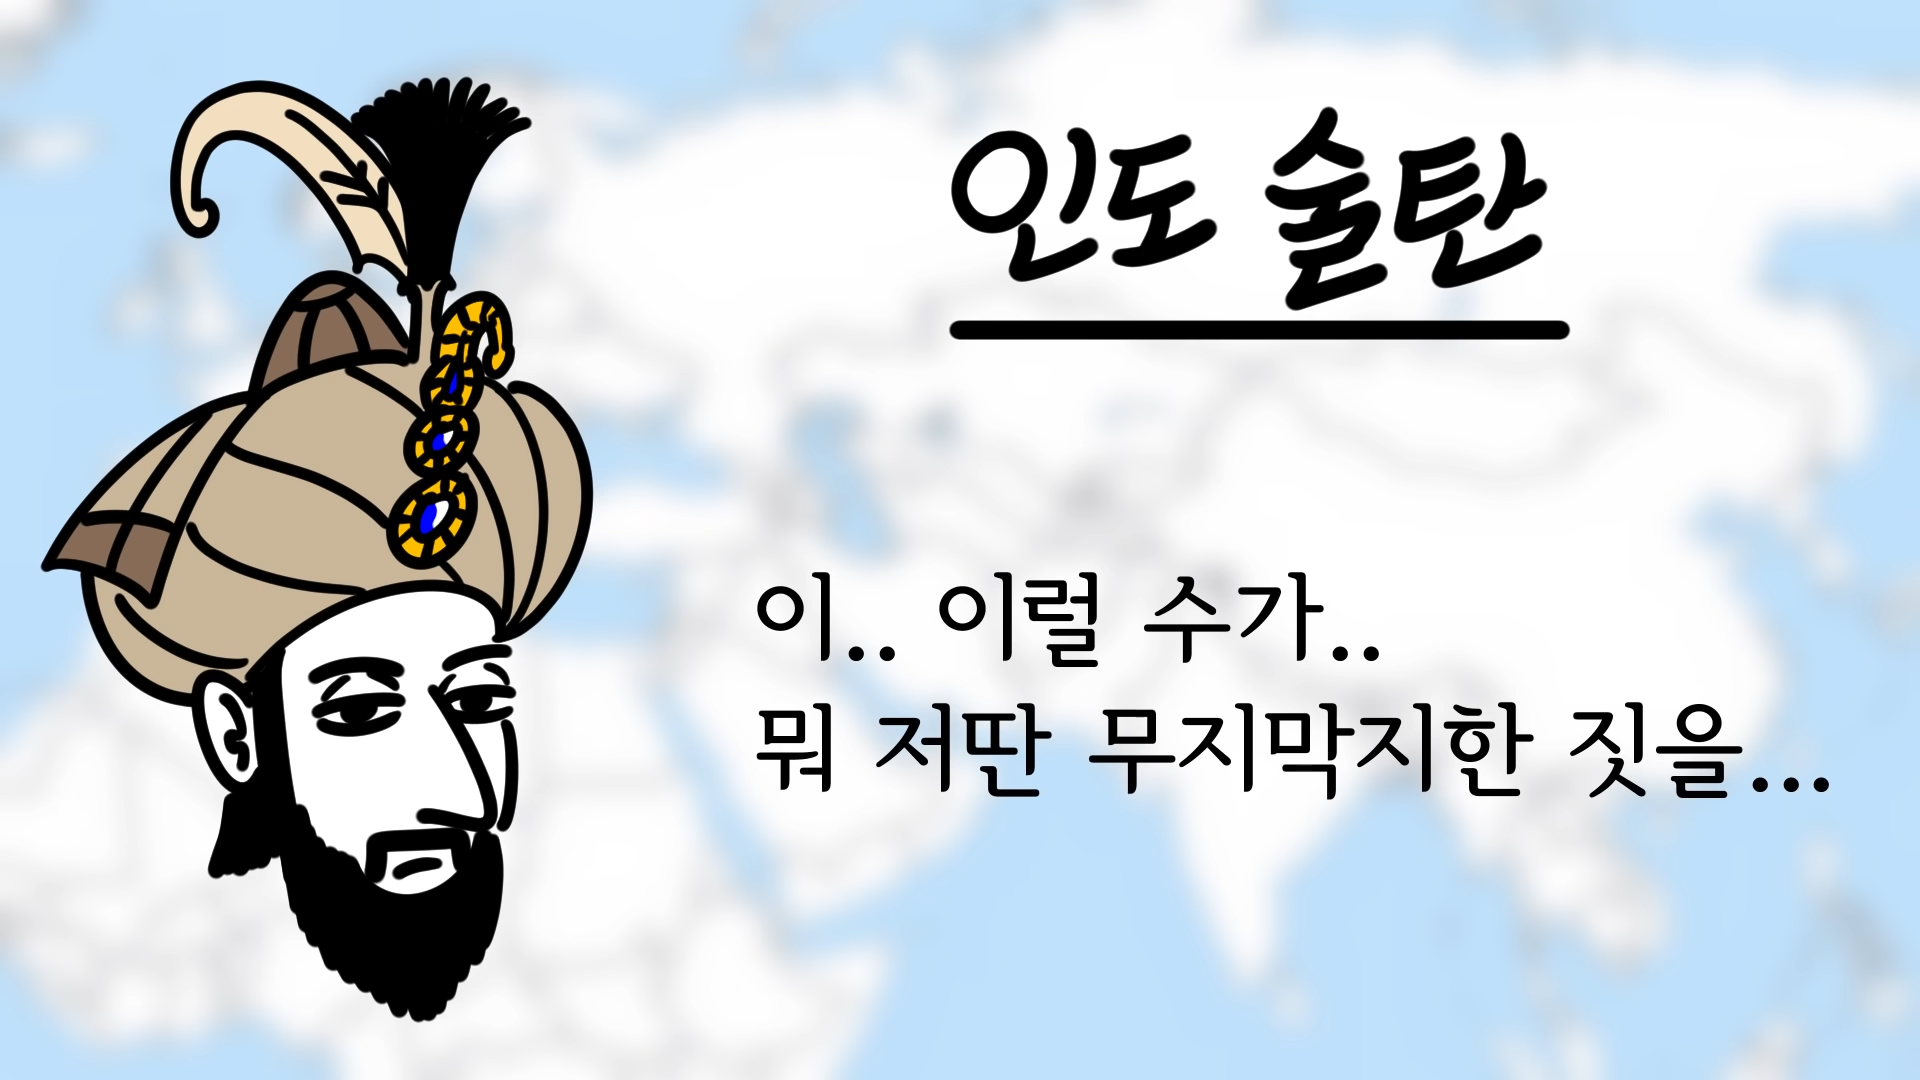 인도 술탄
이.. 이럴 수가..
뭐 저딴 무지막지한 짓을...